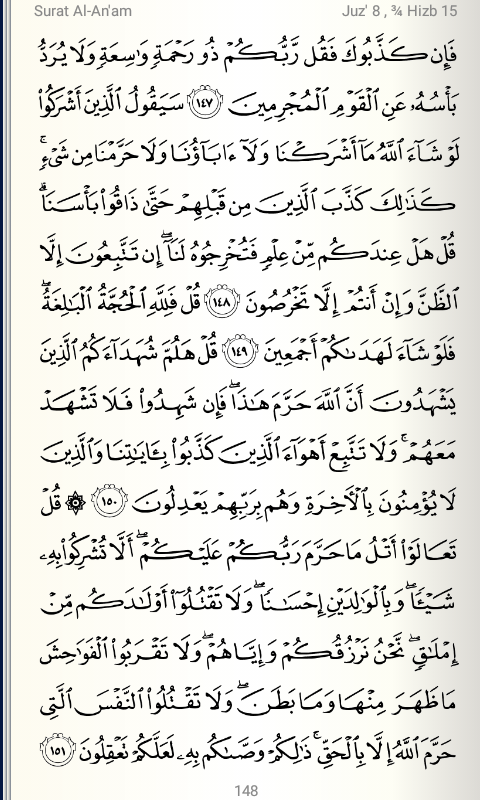 Surat Al-An'am
Juz' 8 , ¾ Hizb 15
فَإِن كَذَّبُوكَ فَقُل رَّبُّكُمْ ذُو رَحْمَةٍ وَٰسِعَةٍ وَلَا يُرَدُّ
بَأْسُهُۥ عَنِ ٱلْقَوْمِ ٱلْمُجْرِمِينَ ١٤٧ سَيَقُولُ ٱلَّذِينَ أَشْرَكُوا۟
لَوْ شَآءَ ٱللَّهُ مَآ أَشْرَكْنَا وَلَآ ءَابَآؤُنَا وَلَا حَرَّمْنَا مِن شَىْءٍ ۚ
كَذَٰلِكَ كَذَّبَ ٱلَّذِينَ مِن قَبْلِهِمْ حَتَّىٰ ذَاقُوا۟ بَأْسَنَا ۗ
قُلْ هَلْ عِندَكُم مِّنْ عِلْمٍ فَتُخْرِجُوهُ لَنَآ ۖ إِن تَتَّبِعُونَ إِلَّا
ٱلظَّنَّ وَإِنْ أَنتُمْ إِلَّا تَخْرُصُونَ ١٤٨ قُلْ فَلِلَّهِ ٱلْحُجَّةُ ٱلْبَٰلِغَةُ ۖ
فَلَوْ شَآءَ لَهَدَىٰكُمْ أَجْمَعِينَ ١٤٩ قُلْ هَلُمَّ شُهَدَآءَكُمُ ٱلَّذِينَ
يَشْهَدُونَ أَنَّ ٱللَّهَ حَرَّمَ هَٰذَا ۖ فَإِن شَهِدُوا۟ فَلَا تَشْهَدْ
مَعَهُمْ ۚ وَلَا تَتَّبِعْ أَهْوَآءَ ٱلَّذِينَ كَذَّبُوا۟ بِـَٔايَٰتِنَا وَٱلَّذِينَ
لَا يُؤْمِنُونَ بِٱلْءَاخِرَةِ وَهُم بِرَبِّهِمْ يَعْدِلُونَ ١٥٠ ۞ قُلْ
تَعَالَوْا۟ أَتْلُ مَا حَرَّمَ رَبُّكُمْ عَلَيْكُمْ ۖ أَلَّا تُشْرِكُوا۟ بِهِۦ
شَيْـًٔا ۖ وَبِٱلْوَٰلِدَيْنِ إِحْسَٰنًا ۖ وَلَا تَقْتُلُوٓا۟ أَوْلَٰدَكُم مِّنْ
إِمْلَٰقٍ ۖ نَّحْنُ نَرْزُقُكُمْ وَإِيَّاهُمْ ۖ وَلَا تَقْرَبُوا۟ ٱلْفَوَٰحِشَ
مَا ظَهَرَ مِنْهَا وَمَا بَطَنَ ۖ وَلَا تَقْتُلُوا۟ ٱلنَّفْسَ ٱلَّتِى
حَرَّمَ ٱللَّهُ إِلَّا بِٱلْحَقِّ ۚ ذَٰلِكُمْ وَصَّىٰكُم بِهِۦ لَعَلَّكُمْ تَعْقِلُونَ ١٥١
148